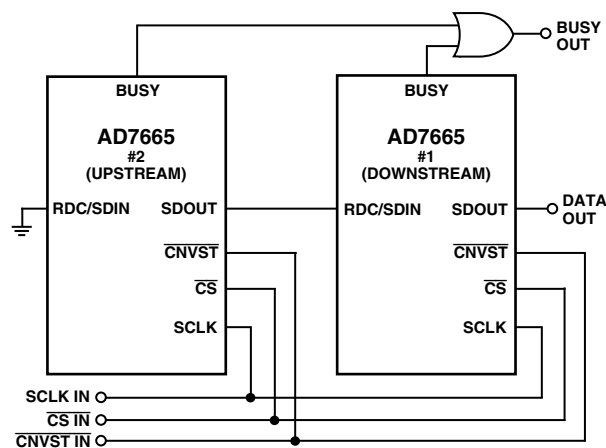 BUSY
OUT
BUSY
BUSY
AD7665
#2
(UPSTREAM)
AD7665
#1
(DOWNSTREAM)
RDC/SDIN
SDOUT
RDC/SDIN
SDOUT
DATA
OUT
CNVST
CNVST
CS
CS
SCLK
SCLK
SCLK IN
CS IN
CNVST IN